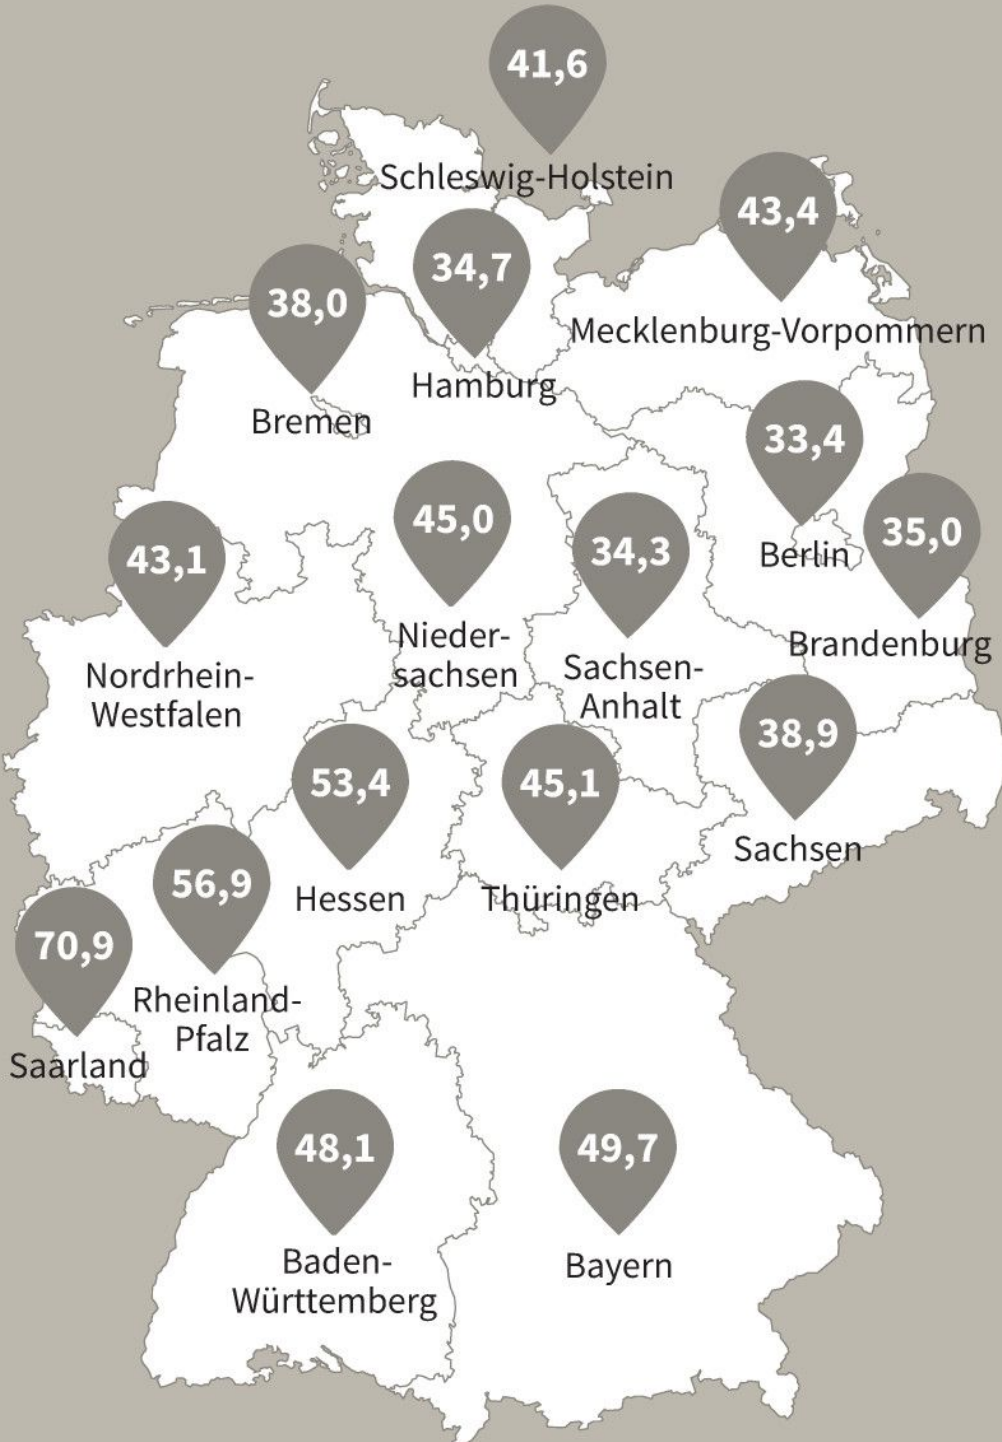 41,6
Schleswig-Holstein
43,4
Mecklenburg-Vorpommern
34,7
Hamburg
38,0
Bremen
33,4
Berlin
35,0
Brandenburg
45,0
Nieder-
sachsen
34,3
Sachsen-
Anhalt
43,1
Nordrhein-
Westfalen
38,9
Sachsen
53,4
Hessen
45,1
Thüringen
56,9
Rheinland-
Pfalz
70,9
Saarland
48,1
Baden-
Württemberg
49,7
Bayern